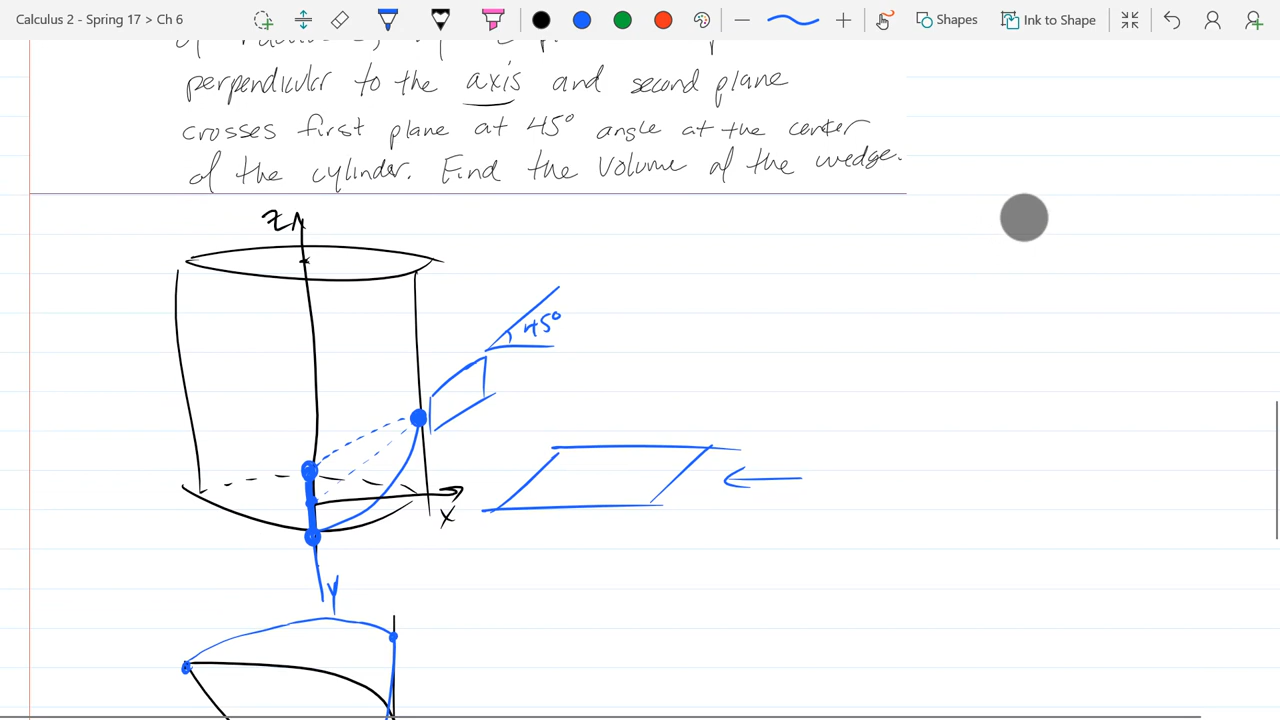 Calculus 2 - Spring 17 > Ch 6
Shapes
Ink to Shape
of
perpendicular to the axis and second plane
crosses first plane at 45° angle at the center
of the cylinder. Find the volume of the wedge.
z
45°
x
y